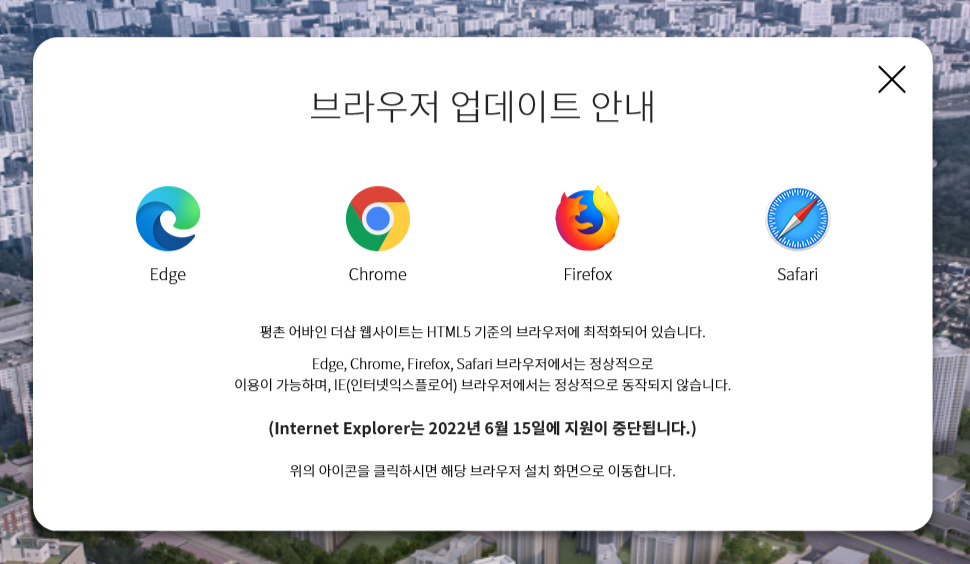 브라우저 업데이트 안내
Edge
Chrome
Firefox
Safari
평촌 어바인 더샵 웹사이트는 HTML5 기준의 브라우저에 최적화되어 있습니다.
Edge, Chrome, Firefox, Safari 브라우저에서는 정상적으로
이용이 가능하며, IE(인터넷익스플로어) 브라우저에서는 정상적으로 동작되지 않습니다.
(Internet Explorer는 2022년 6월 15일에 지원이 중단됩니다.)
위의 아이콘을 클릭하시면 해당 브라우저 설치 화면으로 이동합니다.